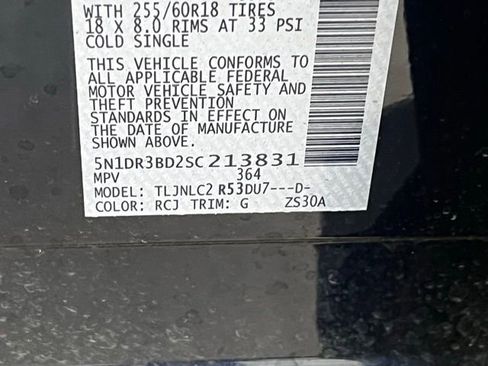 WITH 255/60R18 TIRES
18 X 8.0 RIMS AT 33 PSI
COLD SINGLE
THIS VEHICLE CONFORMS TO
ALL APPLICABLE FEDERAL
MOTOR VEHICLE SAFETY AND
THEFT PREVENTION
STANDARDS IN EFFECT ON
THE DATE OF MANUFACTURE
5N1DR3BD2SC213831
MPV 364
MODEL: TLJNLC2 R53DU7---D-
COLOR: RCJ TRIM: G ZS30A